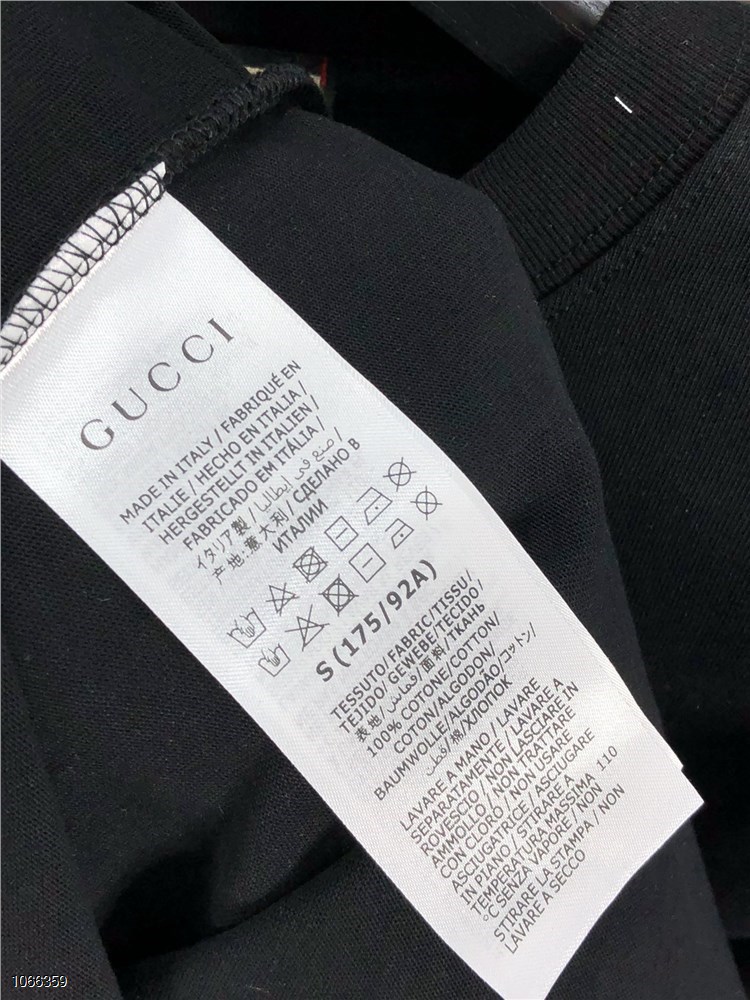 GUCCI
MADE IN ITALY / FABRIQUÉ EN
ITALIE / HECHO EN ITALIA /
HERGESTELLT IN ITALIEN /
FABRICADO EM ITÁLIA /
صنع في ايطاليا /
イタリア製 / СДЕЛАНО В
产地:意大利 / ИТАЛИИ
S (175/92A)
TESSUTO/FABRIC/TISSU/
TEJIDO/GEWEBE/TECIDO/
表地/قماش/面料/ТКАНЬ
100% COTONE/COTTON/
COTON/ALGODON/
BAUMWOLLE/ALGODÃO/コットン/
قطن/棉/ХЛОПОК
LAVARE A MANO / LAVARE
SEPARATAMENTE / LAVARE A
ROVESCIO / NON LASCIARE IN
AMMOLLO / NON TRATTARE
CON CLORO / NON USARE
ASCIUGATRICE / ASCIUGARE
IN PIANO / STIRARE A
TEMPERATURA MASSIMA 110
°C SENZA VAPORE / NON
STIRARE LA STAMPA / NON
LAVARE A SECCO
1066359